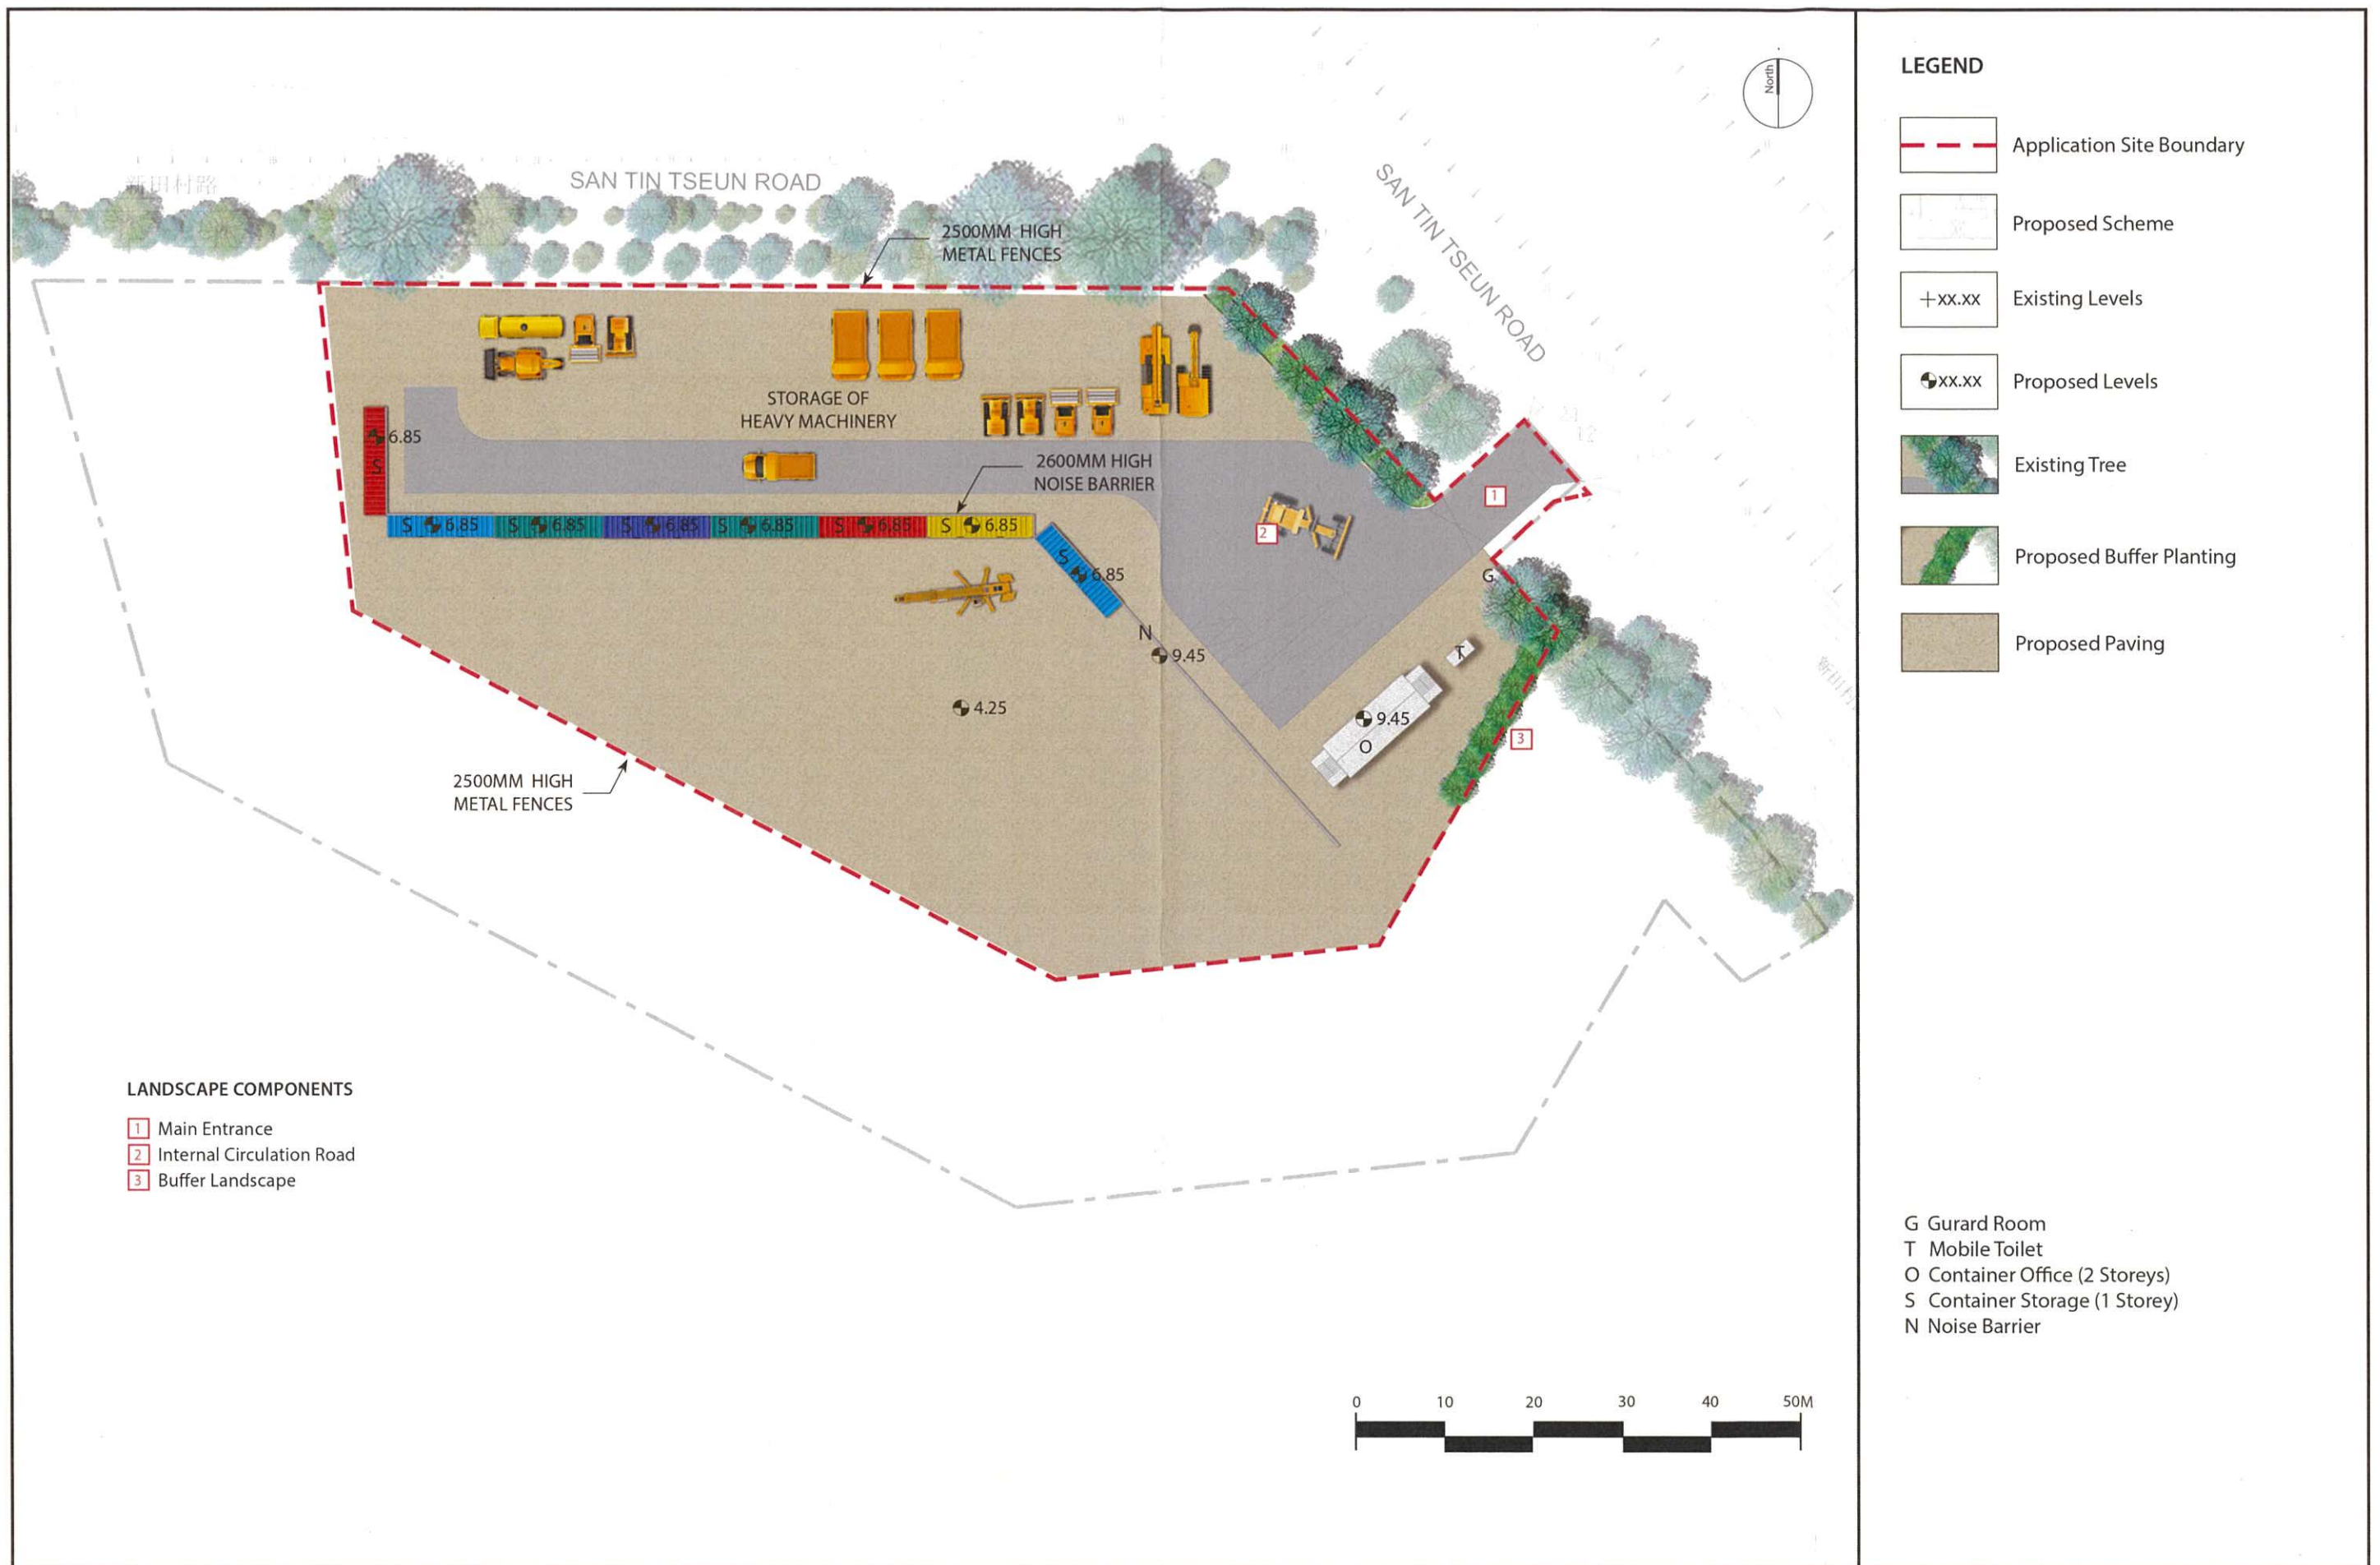 North
新田村路
SAN TIN TSEUN ROAD
SAN TIN TSEUN ROAD
2500MM HIGH
METAL FENCES
STORAGE OF
HEAVY MACHINERY
6.85
S
2600MM HIGH
NOISE BARRIER
1
2
S 6.85
S 6.85
S 6.85
S 6.85
S 6.85
S 6.85
S 6.85
G
N
9.45
T
4.25
9.45
O
3
2500MM HIGH
METAL FENCES
LANDSCAPE COMPONENTS
1 Main Entrance
2 Internal Circulation Road
3 Buffer Landscape
0 10 20 30 40 50M
LEGEND
Application Site Boundary
Proposed Scheme
+xx.xx Existing Levels
xx.xx Proposed Levels
Existing Tree
Proposed Buffer Planting
Proposed Paving
G Gurard Room
T Mobile Toilet
O Container Office (2 Storeys)
S Container Storage (1 Storey)
N Noise Barrier